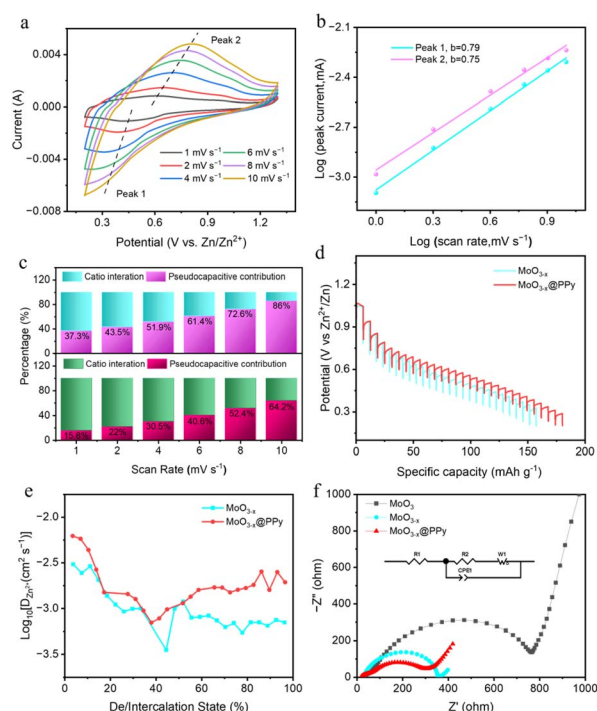 a
Peak 2
Peak 1
0.004
0.000
−0.004
−0.008
Current (A)
1 mV s⁻¹
2 mV s⁻¹
4 mV s⁻¹
6 mV s⁻¹
8 mV s⁻¹
10 mV s⁻¹
0.3 0.6 0.9 1.2
Potential (V vs. Zn/Zn²⁺)
b
Peak 1, b=0.79
Peak 2, b=0.75
−2.1
−2.4
−2.7
−3.0
Log (peak current,mA)
0.0 0.3 0.6 0.9
Log (scan rate,mV s⁻¹)
c
Catio interation
Pseudocapacitive contribution
120
80
40
0
37.3% 43.5% 51.9% 61.4% 72.6% 86%
Catio interation
Pseudocapacitive contribution
120
80
40
0
15.8% 22% 30.5% 40.6% 52.4% 64.2%
Percentage (%)
1 2 4 6 8 10
Scan Rate (mV s⁻¹)
d
MoO₃₋ₓ
MoO₃₋ₓ@PPy
1.2
0.9
0.6
0.3
Potential (V vs Zn²⁺/Zn)
0 50 100 150 200
Specific capacity (mAh g⁻¹)
e
MoO₃₋ₓ
MoO₃₋ₓ@PPy
−2.0
−2.5
−3.0
−3.5
0 20 40 60 80 100
De/Intercalation State (%)
f
MoO₃
MoO₃₋ₓ
MoO₃₋ₓ@PPy
R1
R2
W1
CPE1
1000
800
600
400
200
0
−Z" (ohm)
0 200 400 600 800 1000
Z' (ohm)